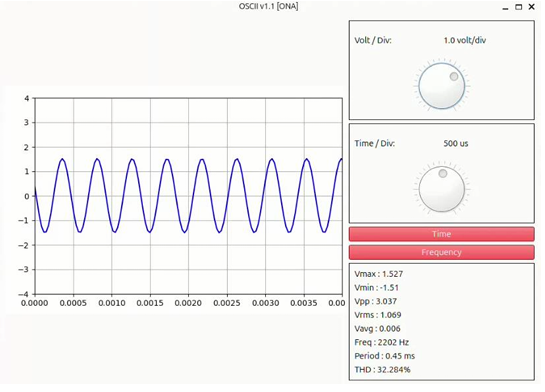 OSCII v1.1 [ONA]
Volt / Div: 1.0 volt/div
Time / Div: 500 us
Time
Frequency
4
3
2
1
0
−1
−2
−3
−4
0.0000 0.0005 0.0010 0.0015 0.0020 0.0025 0.0030 0.0035 0.00
Vmax : 1.527
Vmin : -1.51
Vpp : 3.037
Vrms : 1.069
Vavg : 0.006
Freq : 2202 Hz
Period : 0.45 ms
THD : 32.284%